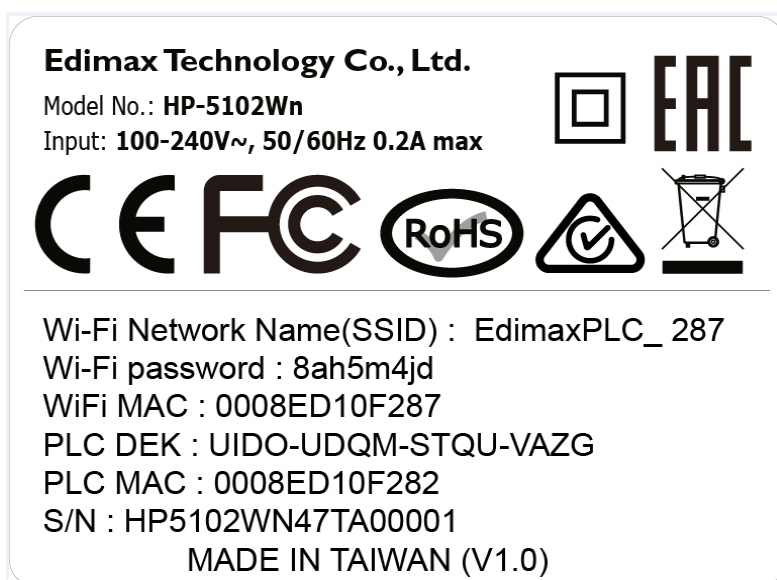 Edimax Technology Co., Ltd.
Model No.: HP-5102Wn
Input: 100-240V~, 50/60Hz 0.2A max
EAC
CE FC RoHS
Wi-Fi Network Name(SSID) : EdimaxPLC_ 287
Wi-Fi password : 8ah5m4jd
WiFi MAC : 0008ED10F287
PLC DEK : UIDO-UDQM-STQU-VAZG
PLC MAC : 0008ED10F282
S/N : HP5102WN47TA00001
MADE IN TAIWAN (V1.0)